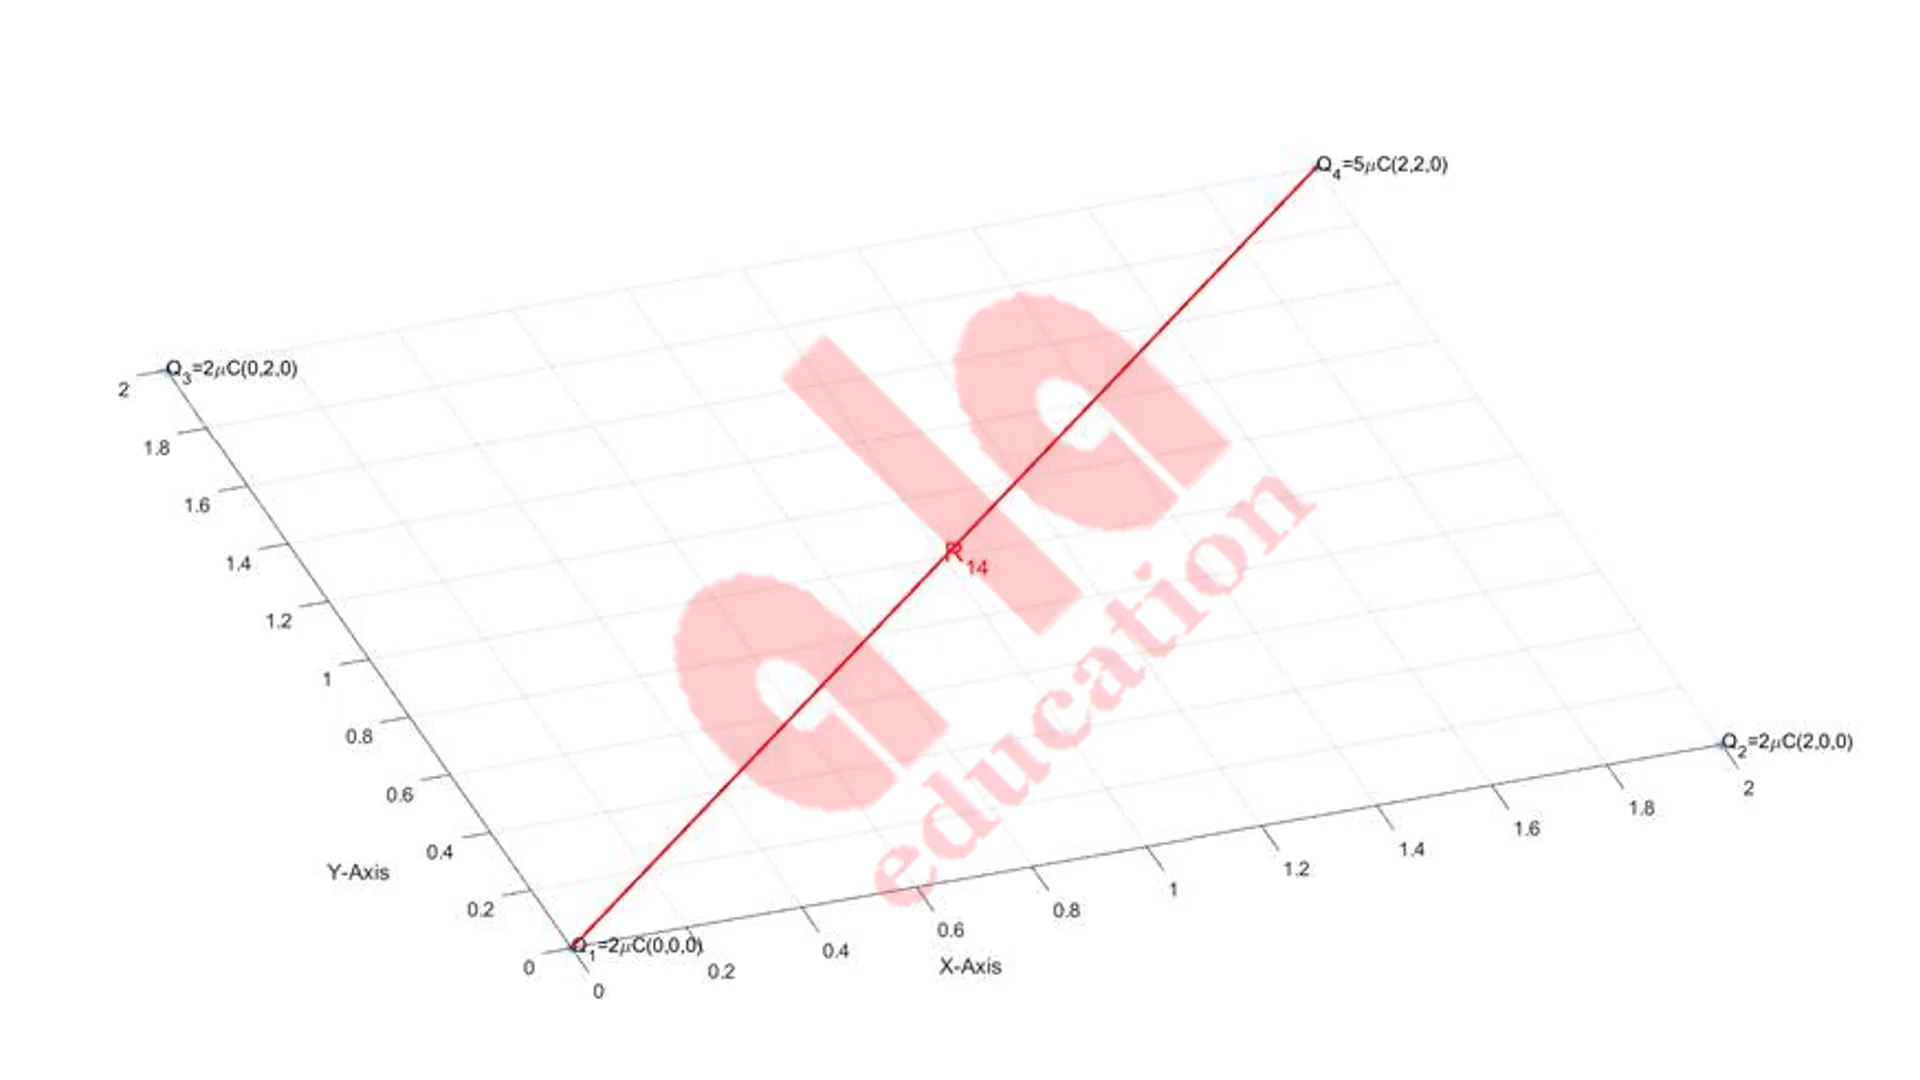 Q4=5μC(2,2,0)
Q3=2μC(0,2,0)
2
1.8
1.6
1.4
1.2
1
0.8
0.6
0.4
0.2
0
Y-Axis
R14
Q2=2μC(2,0,0)
Q1=2μC(0,0,0)
0
0.2
0.4
0.6
0.8
1
1.2
1.4
1.6
1.8
2
X-Axis
education